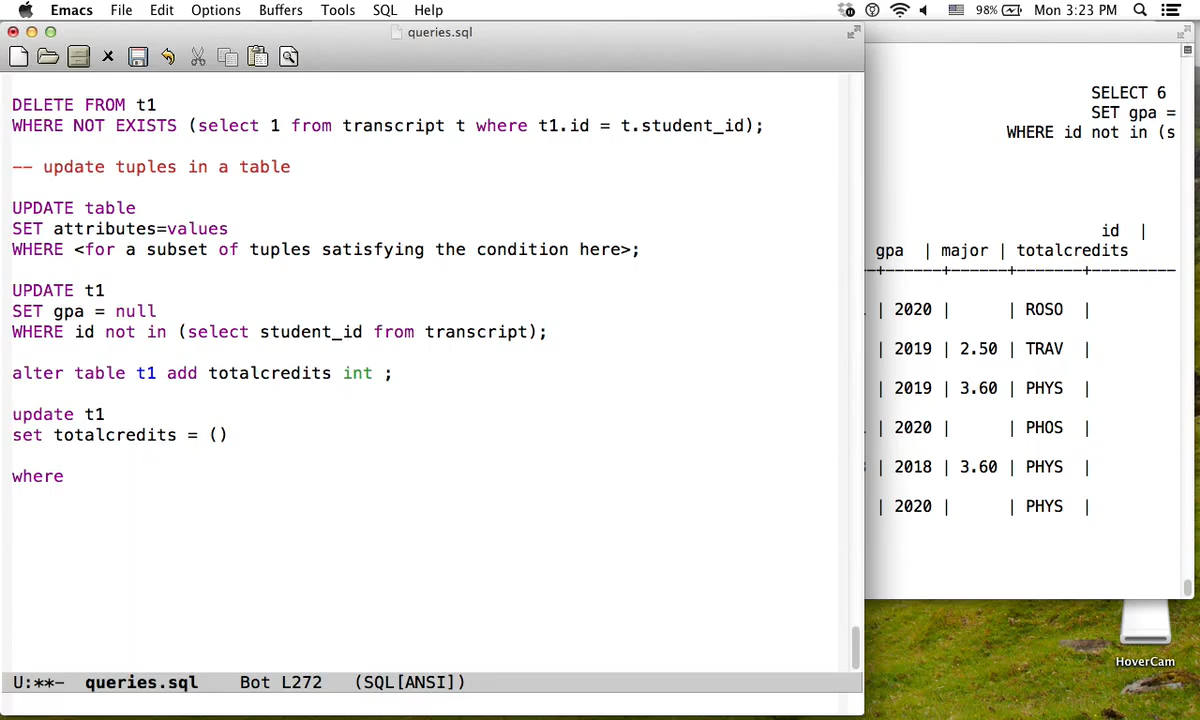 Emacs File Edit Options Buffers Tools SQL Help 98% Mon 3:23 PM
queries.sql
DELETE FROM t1
WHERE NOT EXISTS (select 1 from transcript t where t1.id = t.student_id);
-- update tuples in a table
UPDATE table
SET attributes=values
WHERE <for a subset of tuples satisfying the condition here>;
UPDATE t1
SET gpa = null
WHERE id not in (select student_id from transcript);
alter table t1 add totalcredits int ;
update t1
set totalcredits = ()
where
U:**- queries.sql Bot L272 (SQL[ANSI])
SELECT 6
SET gpa =
WHERE id not in (s
id |
gpa | major | totalcredits
-+------+------+-------+---------
| 2020 | | ROSO |
| 2019 | 2.50 | TRAV |
| 2019 | 3.60 | PHYS |
| 2020 | | PHOS |
| 2018 | 3.60 | PHYS |
| 2020 | | PHYS |
HoverCam